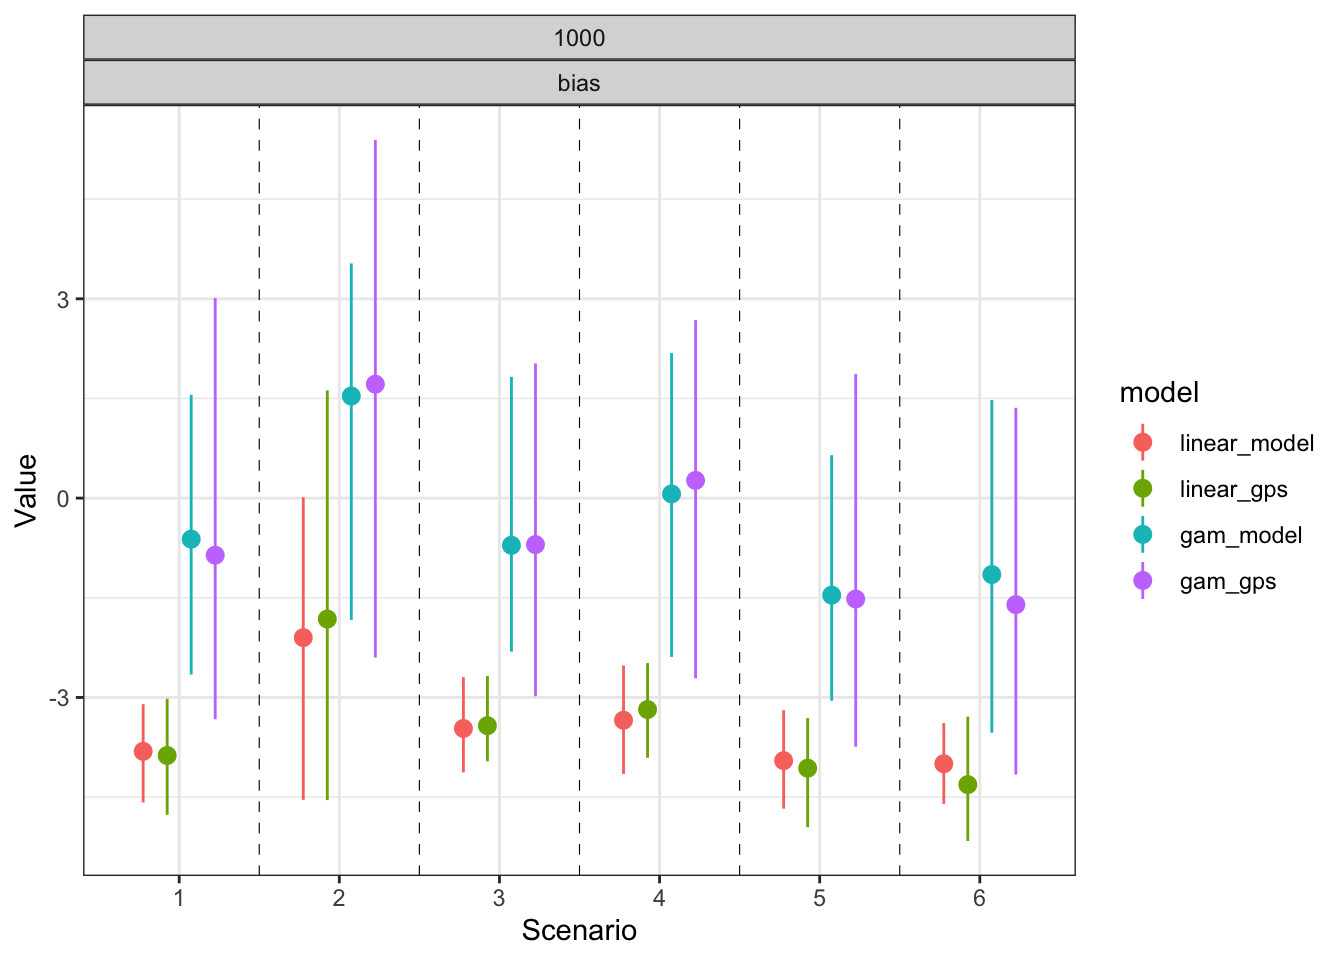 1000
bias
Value
3
0
-3
1
2
3
4
5
6
Scenario
model
linear_model
linear_gps
gam_model
gam_gps